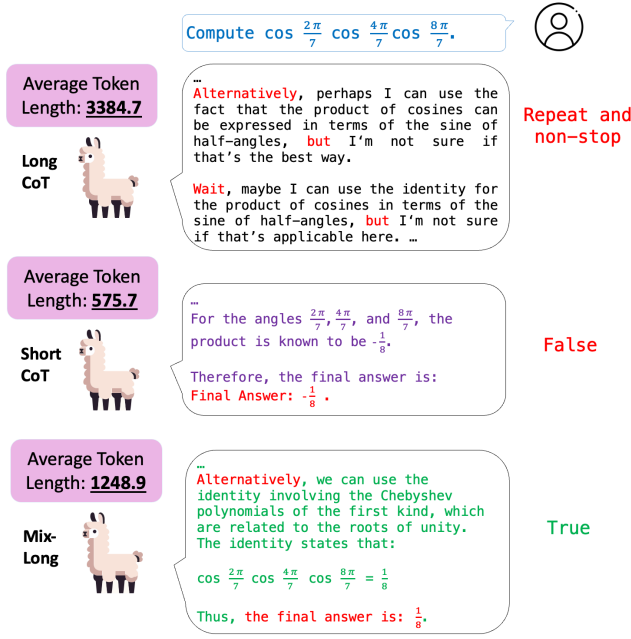 Compute cos 2π/7 cos 4π/7 cos 8π/7.
Average Token
Length: 3384.7
Long
CoT
…
Alternatively, perhaps I can use the
fact that the product of cosines can
be expressed in terms of the sine of
half-angles, but I‘m not sure if
that’s the best way.
Wait, maybe I can use the identity for
the product of cosines in terms of the
sine of half-angles, but I‘m not sure
if that’s applicable here. …
Repeat and
non-stop
Average Token
Length: 575.7
Short
CoT
…
For the angles 2π/7, 4π/7, and 8π/7, the
product is known to be -1/8.
Therefore, the final answer is:
Final Answer: -1/8 .
False
Average Token
Length: 1248.9
Mix-
Long
…
Alternatively, we can use the
identity involving the Chebyshev
polynomials of the first kind, which
are related to the roots of unity.
The identity states that:
cos 2π/7 cos 4π/7 cos 8π/7 = 1/8
Thus, the final answer is: 1/8.
True